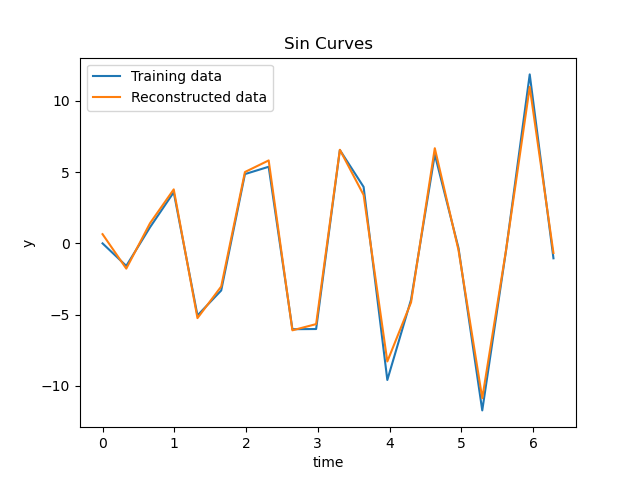 Sin Curves
Training data
Reconstructed data
10
5
0
−5
−10
y
0 1 2 3 4 5 6
time